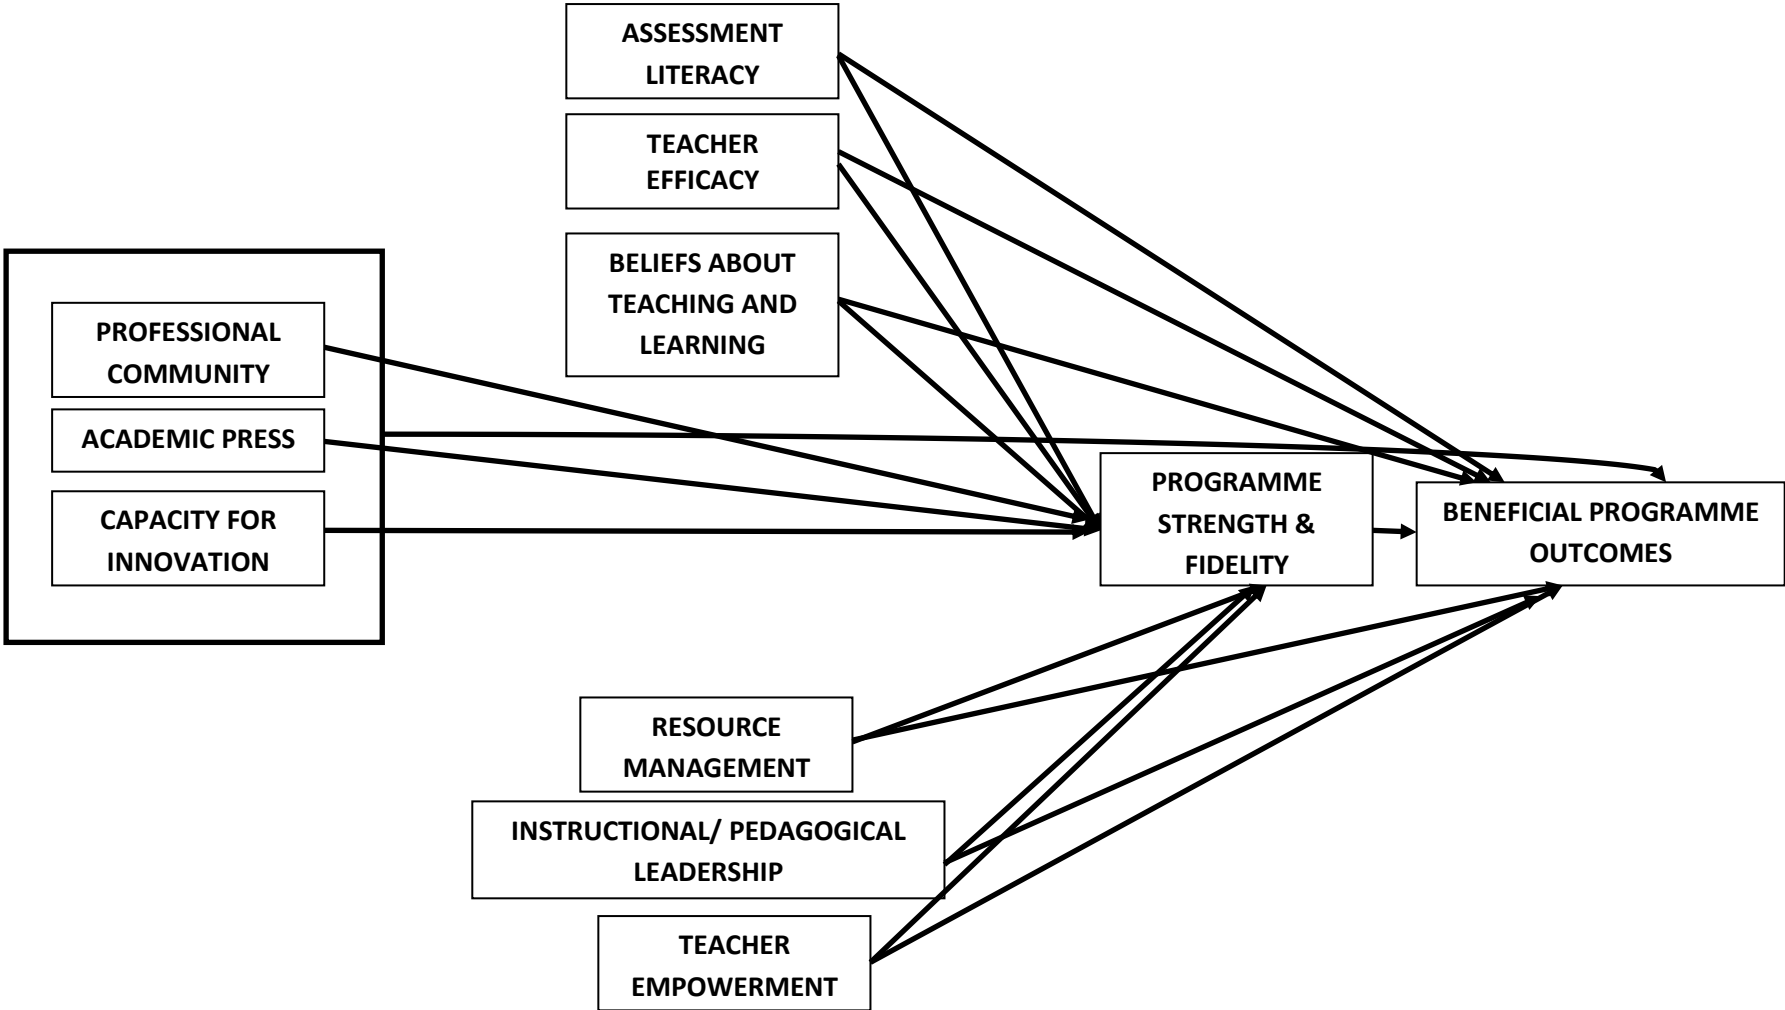 ASSESSMENT
LITERACY
TEACHER
EFFICACY
BELIEFS ABOUT
TEACHING AND
LEARNING
PROFESSIONAL
COMMUNITY
ACADEMIC PRESS
CAPACITY FOR
INNOVATION
PROGRAMME
STRENGTH &
FIDELITY
BENEFICIAL PROGRAMME
OUTCOMES
RESOURCE
MANAGEMENT
INSTRUCTIONAL/ PEDAGOGICAL
LEADERSHIP
TEACHER
EMPOWERMENT